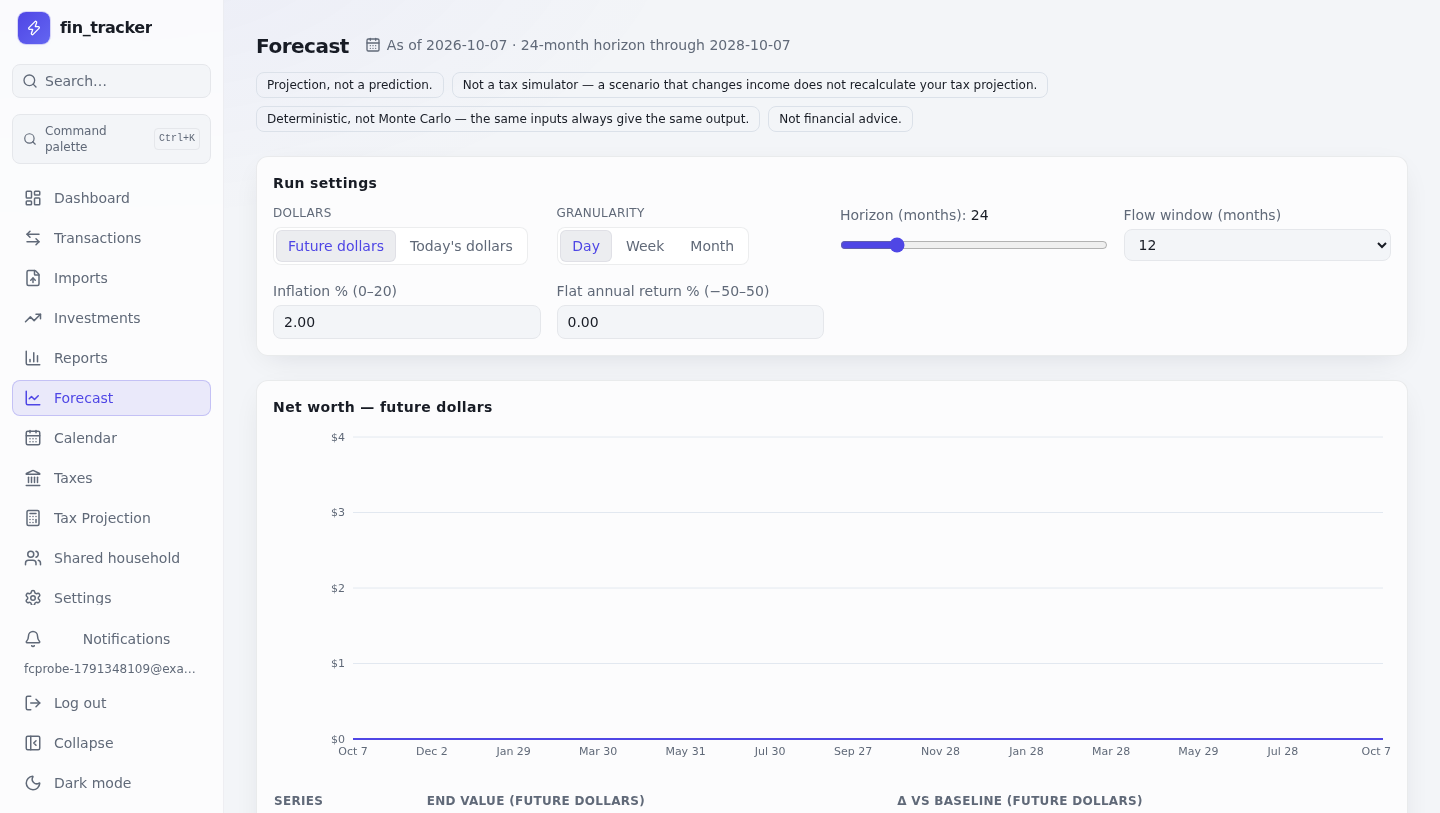 fin_tracker
Search…
Command palette
Ctrl+K
Dashboard
Transactions
Imports
Investments
Reports
Forecast
Calendar
Taxes
Tax Projection
Shared household
Settings
Notifications
fcprobe-1791348109@exa…
Log out
Collapse
Dark mode
Forecast
As of 2026-10-07 · 24-month horizon through 2028-10-07
Projection, not a prediction.
Not a tax simulator — a scenario that changes income does not recalculate your tax projection.
Deterministic, not Monte Carlo — the same inputs always give the same output.
Not financial advice.
Run settings
DOLLARS
Future dollars
Today's dollars
GRANULARITY
Day
Week
Month
Horizon (months): 24
Flow window (months)
12
Inflation % (0–20)
2.00
Flat annual return % (−50–50)
0.00
Net worth — future dollars
$4
$3
$2
$1
$0
Oct 7
Dec 2
Jan 29
Mar 30
May 31
Jul 30
Sep 27
Nov 28
Jan 28
Mar 28
May 29
Jul 28
Oct 7
SERIES
END VALUE (FUTURE DOLLARS)
Δ VS BASELINE (FUTURE DOLLARS)